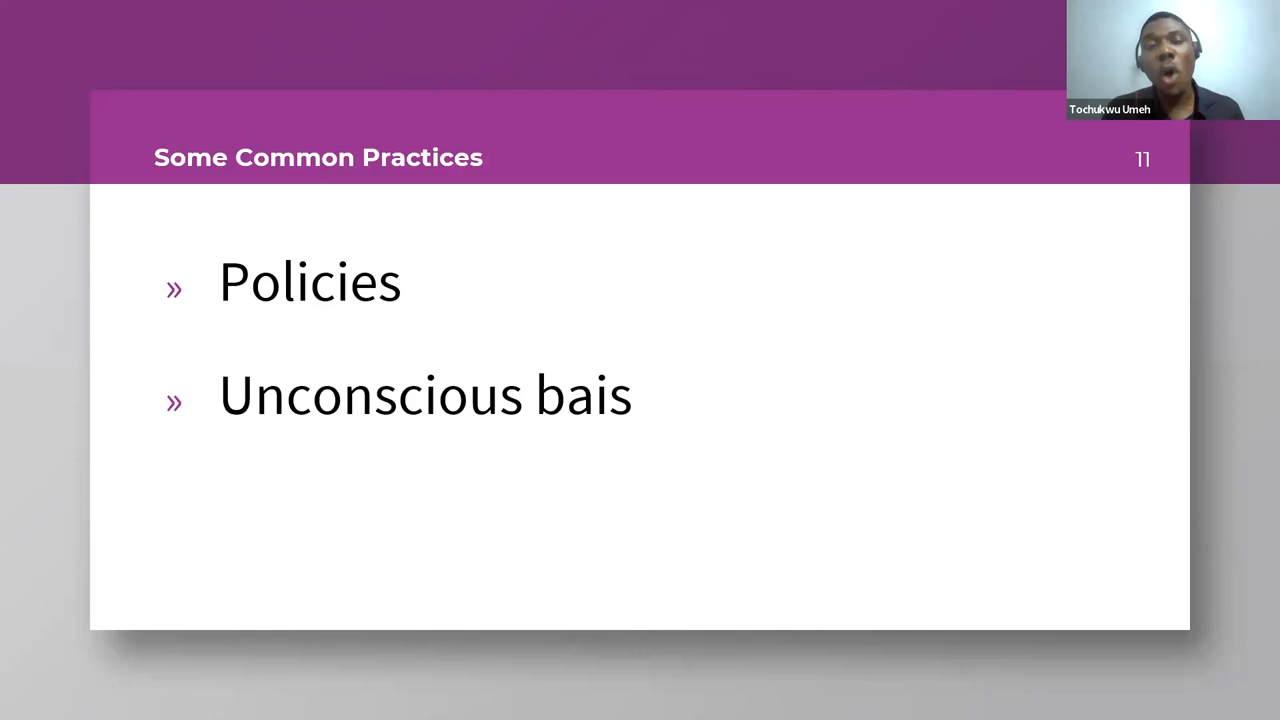 Tochukwu Umeh
Some Common Practices
11
» Policies
» Unconscious bais